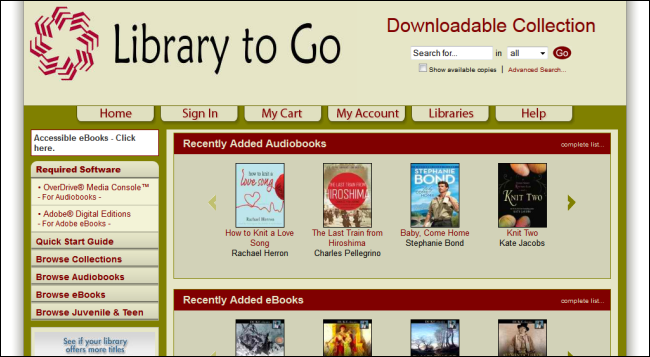 Library to Go
Downloadable Collection
Search for...
in
all
Go
Show available copies | Advanced Search...
Home
Sign In
My Cart
My Account
Libraries
Help
Accessible eBooks - Click
here.
Required Software
• OverDrive® Media Console™
- For Audiobooks -
• Adobe® Digital Editions
- For Adobe eBooks -
Quick Start Guide
Browse Collections
Browse Audiobooks
Browse eBooks
Browse Juvenile & Teen
See if your library
offers more titles
Recently Added Audiobooks
complete list...
how to knit a
love song
Rachael Herron
THE LAST TRAIN FROM
HIROSHIMA
STEPHANIE
BOND
KNIT TWO
How to Knit a Love
Song
Rachael Herron
The Last Train from
Hiroshima
Charles Pellegrino
Baby, Come Home
Stephanie Bond
Knit Two
Kate Jacobs
Recently Added eBooks
complete list...